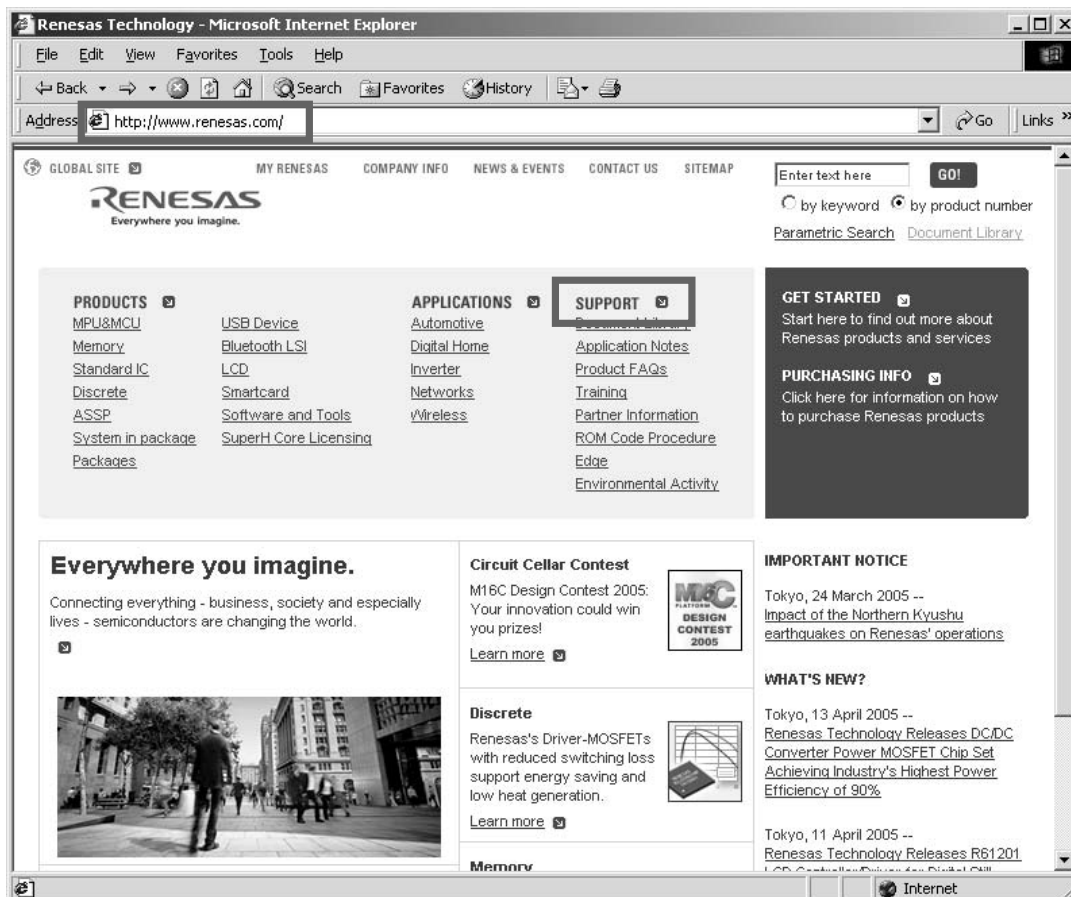 Renesas Technology - Microsoft Internet Explorer
File Edit View Favorites Tools Help
Back Search Favorites History
Address http://www.renesas.com/ Go Links »
GLOBAL SITE MY RENESAS COMPANY INFO NEWS & EVENTS CONTACT US SITEMAP
Enter text here GO!
RENESAS
Everywhere you imagine.
by keyword by product number
Parametric Search Document Library
PRODUCTS
MPU&MCU
Memory
Standard IC
Discrete
ASSP
System in package
Packages
USB Device
Bluetooth LSI
LCD
Smartcard
Software and Tools
SuperH Core Licensing
APPLICATIONS
Automotive
Digital Home
Inverter
Networks
Wireless
SUPPORT
Document Library
Application Notes
Product FAQs
Training
Partner Information
ROM Code Procedure
Edge
Environmental Activity
GET STARTED
Start here to find out more about
Renesas products and services
PURCHASING INFO
Click here for information on how
to purchase Renesas products
Everywhere you imagine.
Connecting everything - business, society and especially
lives - semiconductors are changing the world.
Circuit Cellar Contest
M16C Design Contest 2005:
Your innovation could win
you prizes!
Learn more
M16C
PLATFORM
DESIGN
CONTEST
2005
Discrete
Renesas's Driver-MOSFETs
with reduced switching loss
support energy saving and
low heat generation.
Learn more
Memory
IMPORTANT NOTICE
Tokyo, 24 March 2005 --
Impact of the Northern Kyushu
earthquakes on Renesas' operations
WHAT'S NEW?
Tokyo, 13 April 2005 --
Renesas Technology Releases DC/DC
Converter Power MOSFET Chip Set
Achieving Industry's Highest Power
Efficiency of 90%
Tokyo, 11 April 2005 --
Renesas Technology Releases R61201
LCD Controller/Driver for Digital Still
Internet